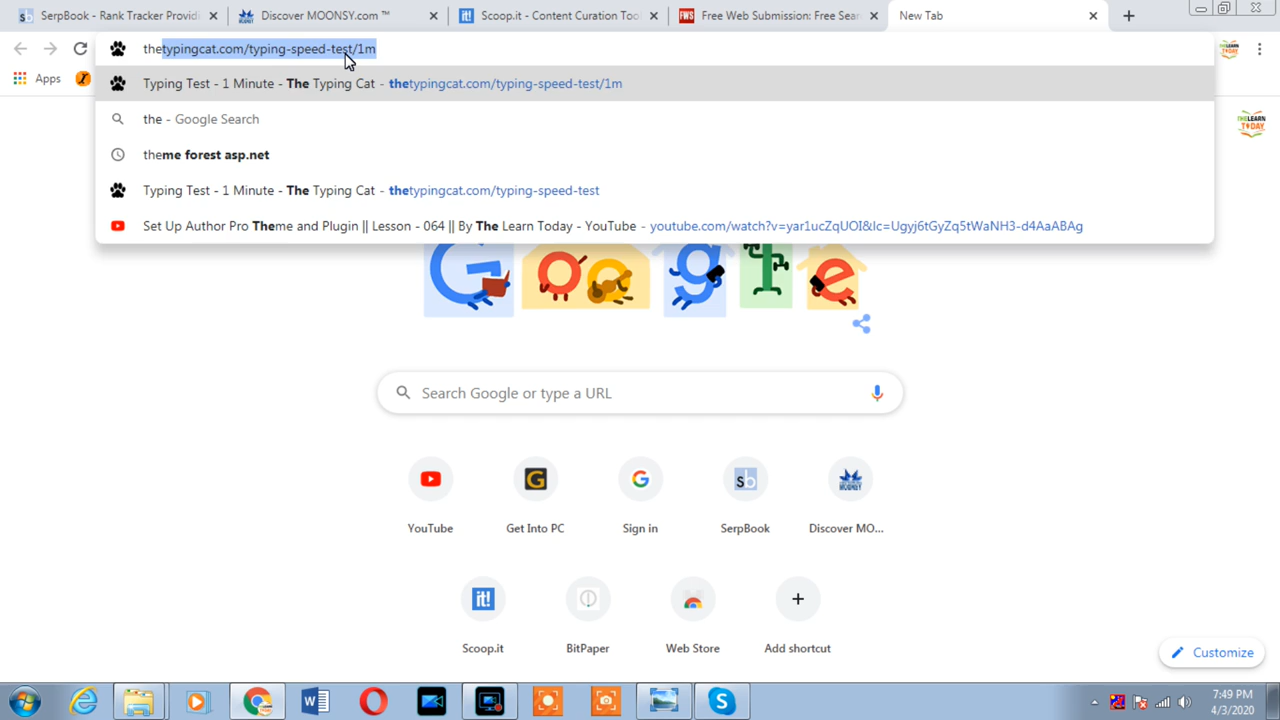 SerpBook - Rank Tracker Providi
Discover MOONSY.com ™
Scoop.it - Content Curation Tool
Free Web Submission: Free Sear
New Tab
thetypingcat.com/typing-speed-test/1m
Apps
Typing Test - 1 Minute - The Typing Cat - thetypingcat.com/typing-speed-test/1m
the - Google Search
theme forest asp.net
Typing Test - 1 Minute - The Typing Cat - thetypingcat.com/typing-speed-test
Set Up Author Pro Theme and Plugin || Lesson - 064 || By The Learn Today - YouTube - youtube.com/watch?v=yar1ucZqUOI&lc=Ugyj6tGyZq5tWaNH3-d4AaABAg
THE LEARN
TODAY
Google
Search Google or type a URL
YouTube
Get Into PC
Sign in
SerpBook
Discover MO...
Scoop.it
BitPaper
Web Store
Add shortcut
Customize
7:49 PM
4/3/2020